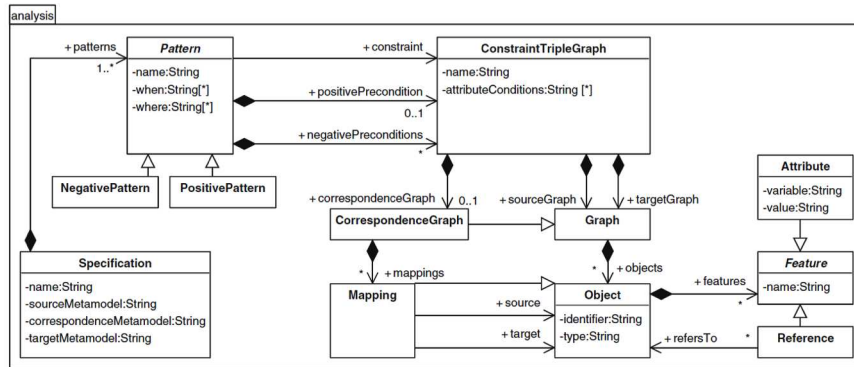 analysis
Pattern
-name:String
-when:String[*]
-where:String[*]
+patterns
1..*
+constraint
+positivePrecondition
0..1
+negativePreconditions
*
ConstraintTripleGraph
-name:String
-attributeConditions:String [*]
NegativePattern
PositivePattern
+correspondenceGraph
0..1
+sourceGraph
+targetGraph
CorrespondenceGraph
Graph
Attribute
-variable:String
-value:String
Specification
-name:String
-sourceMetamodel:String
-correspondenceMetamodel:String
-targetMetamodel:String
*
+mappings
*
+objects
Mapping
+source
+target
Object
-identifier:String
-type:String
+features
*
Feature
-name:String
+refersTo
*
Reference